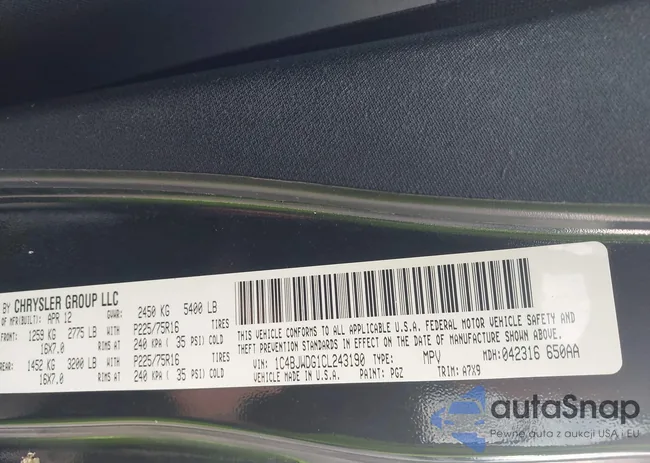 BY CHRYSLER GROUP LLC
OF MFR(BUILT): APR 12 GVWR: 2450 KG 5400 LB
FRONT: 1259 KG 2775 LB WITH P225/75R16 TIRES
16X7.0 RIMS AT 240 KPA ( 35 PSI) COLD
REAR: 1452 KG 3200 LB WITH P225/75R16 TIRES
16X7.0 RIMS AT 240 KPA ( 35 PSI) COLD
THIS VEHICLE CONFORMS TO ALL APPLICABLE U.S.A. FEDERAL MOTOR VEHICLE SAFETY AND
THEFT PREVENTION STANDARDS IN EFFECT ON THE DATE OF MANUFACTURE SHOWN ABOVE.
VIN: 1C4BJWDG1CL243190 TYPE: MPV MDH: 042316 650AA
VEHICLE MADE IN U.S.A. PAINT: PGZ TRIM: A7X9
autaSnap
Pewne auta z aukcji USA i EU